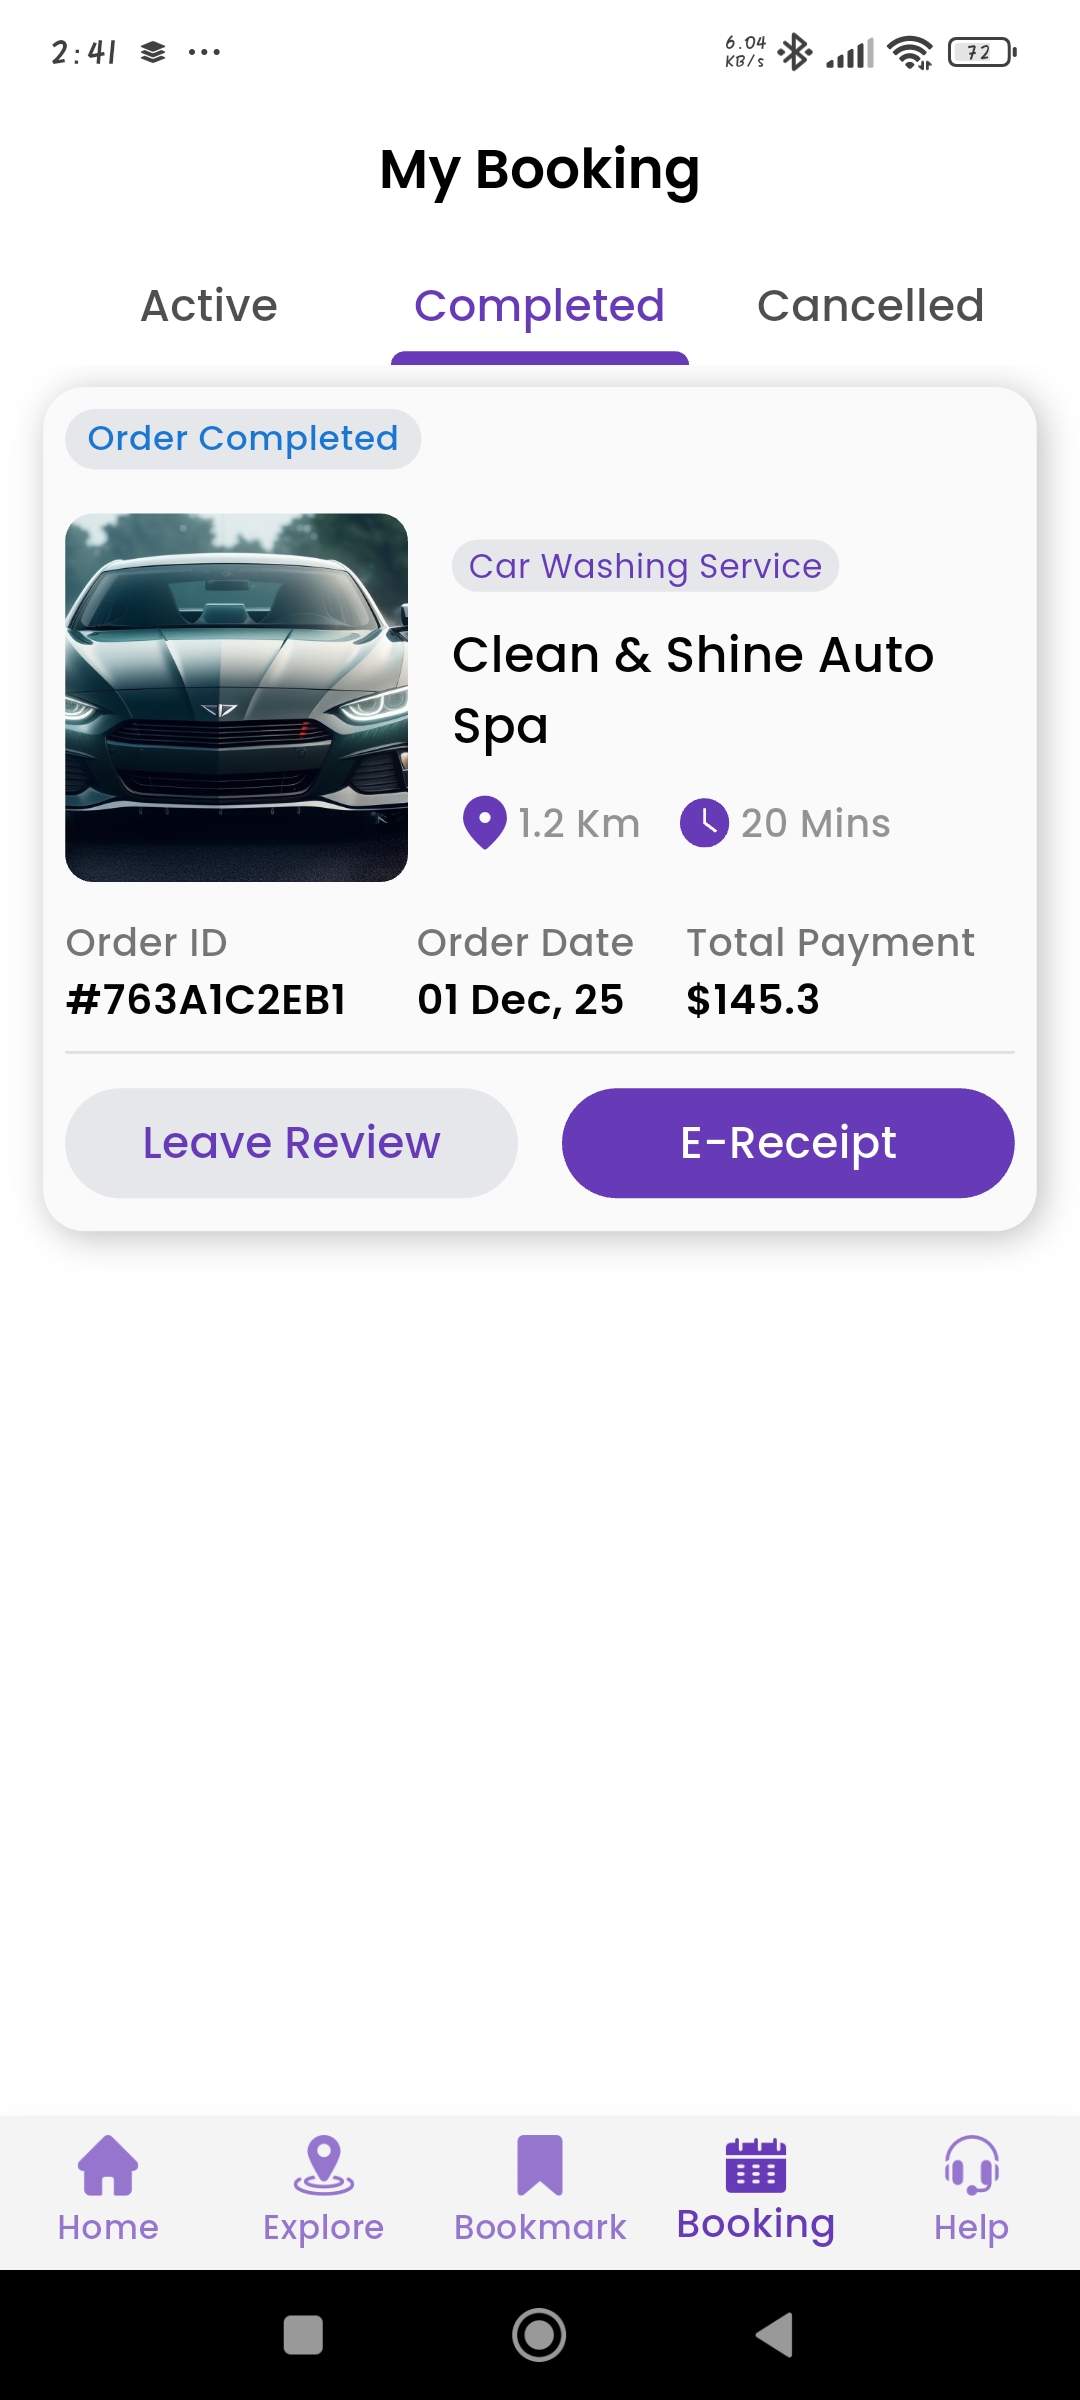 2:41
6.04
KB/s
72
My Booking
Active Completed Cancelled
Order Completed
Car Washing Service
Clean & Shine Auto
Spa
1.2 Km 20 Mins
Order ID Order Date Total Payment
#763A1C2EB1 01 Dec, 25 $145.3
Leave Review E-Receipt
Home Explore Bookmark Booking Help